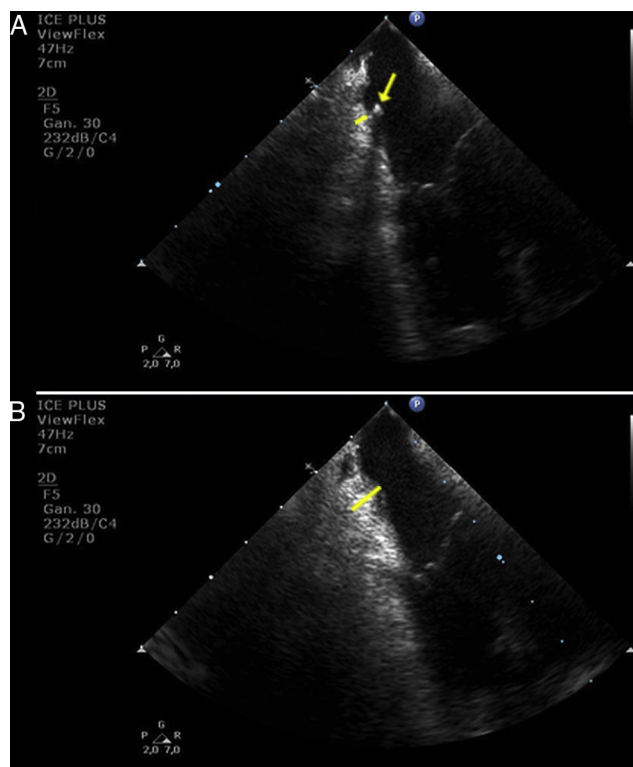 A
ICE PLUS
ViewFlex
47Hz
7cm
P
2D
F5
Gan. 30
232dB/C4
G/2/0
G
P R
2,0 7,0
B
ICE PLUS
ViewFlex
47Hz
7cm
P
2D
F5
Gan. 30
232dB/C4
G/2/0
G
P R
2,0 7,0